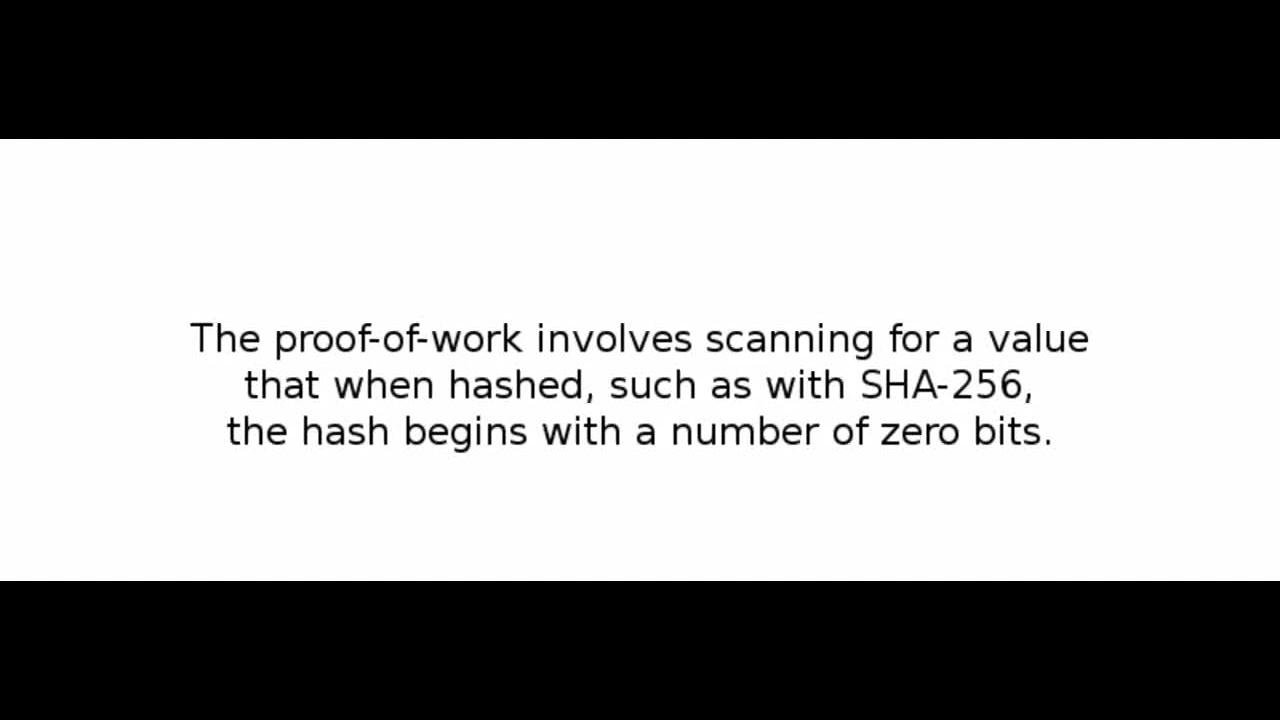 The proof-of-work involves scanning for a value
that when hashed, such as with SHA-256,
the hash begins with a number of zero bits.